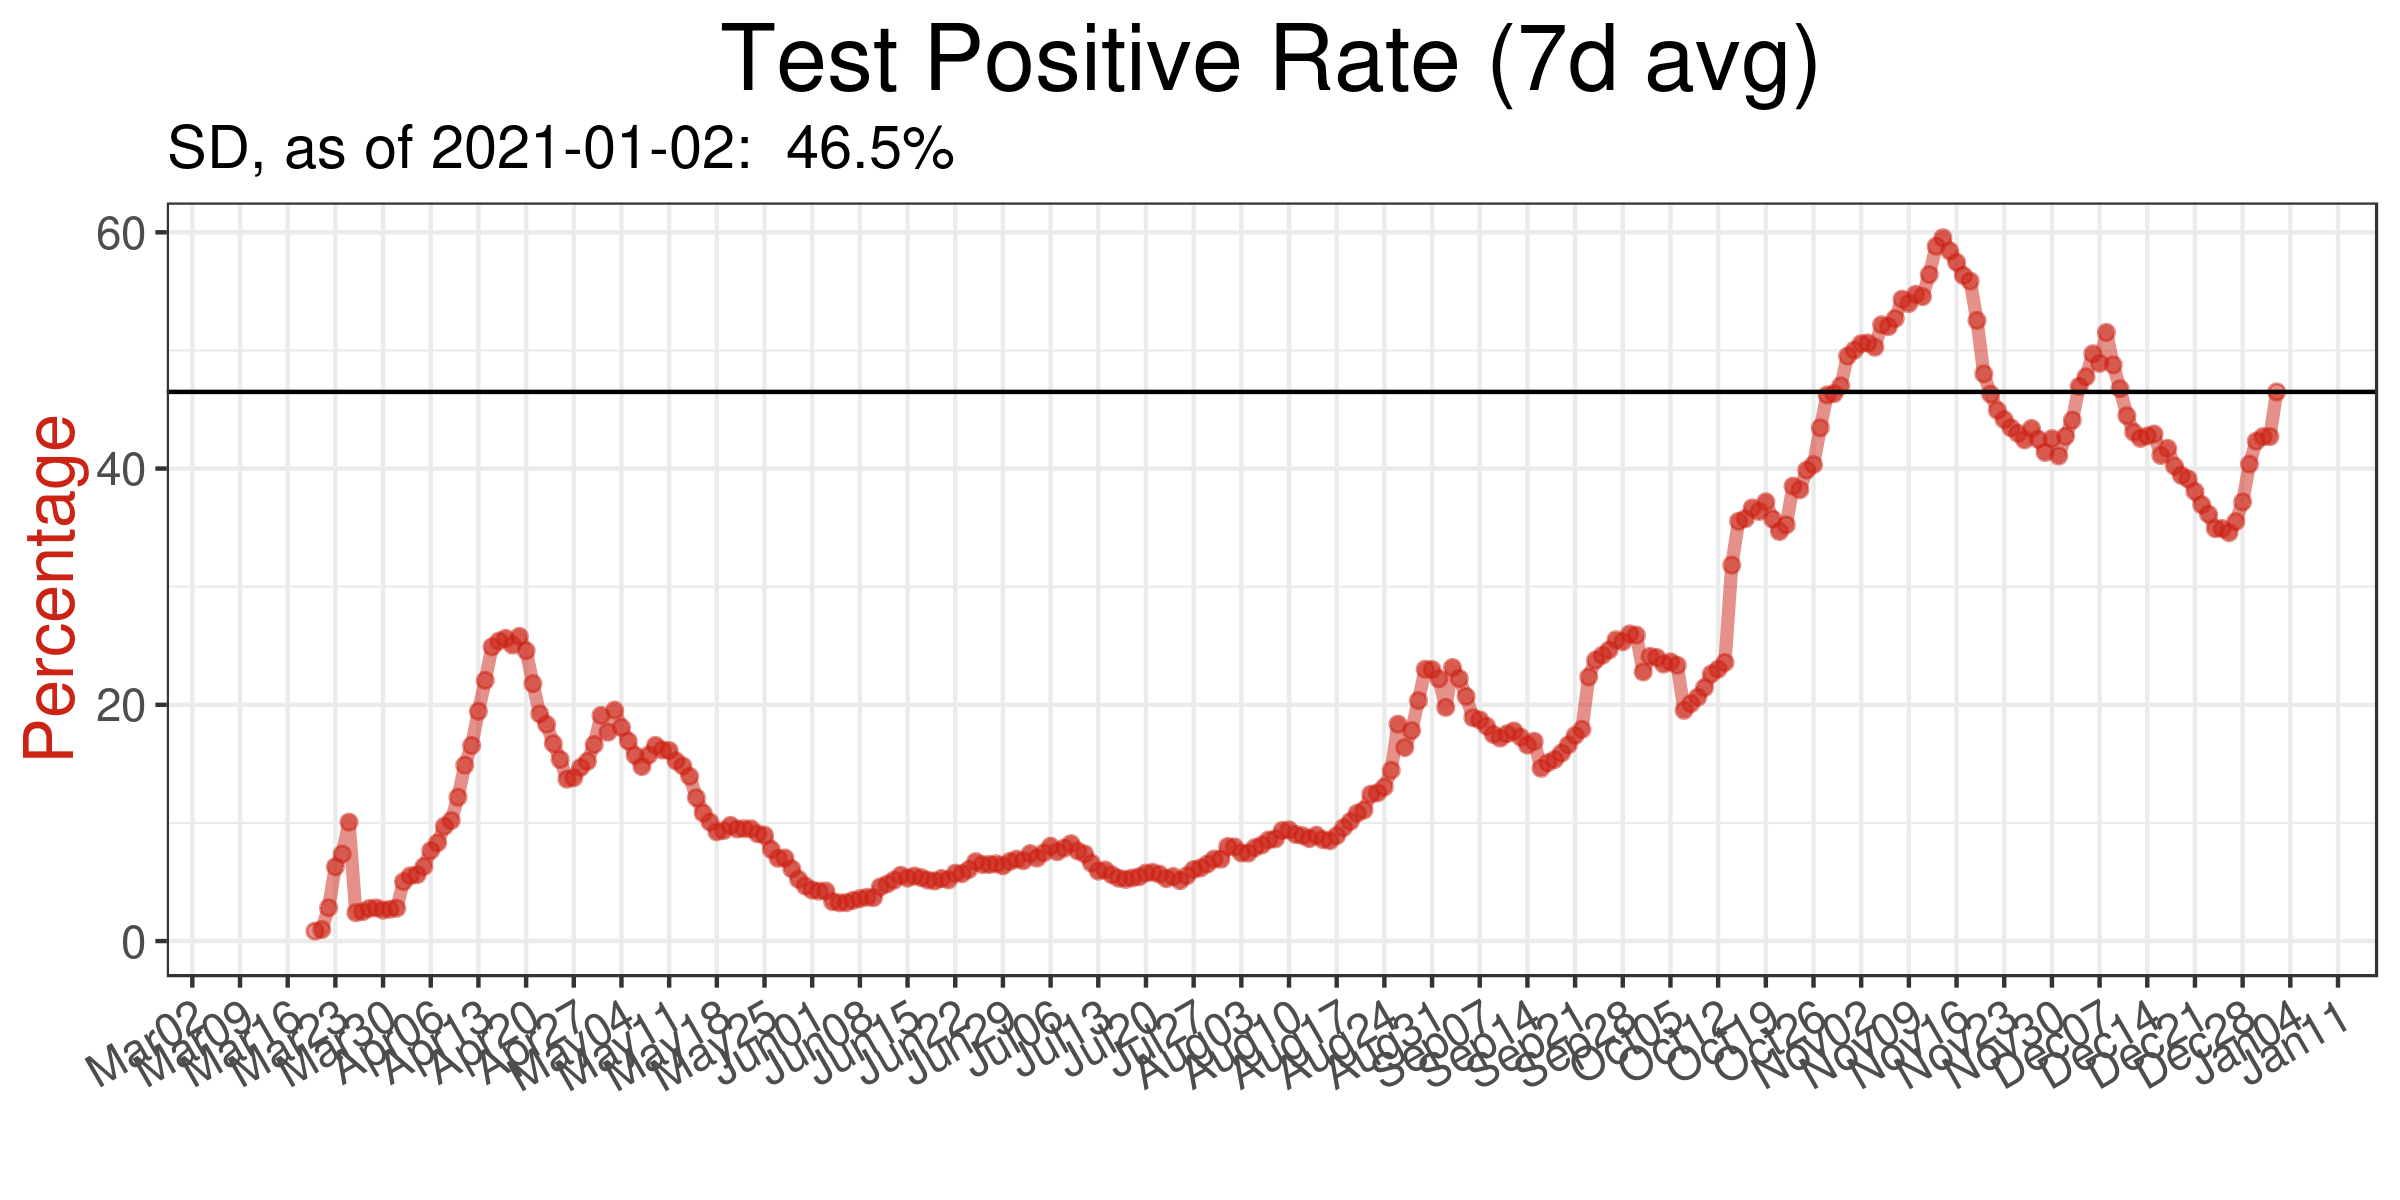 Test Positive Rate (7d avg)
SD, as of 2021-01-02:  46.5%
Percentage
60
40
20
0
Mar02
Mar09
Mar16
Mar23
Mar30
Apr06
Apr13
Apr20
Apr27
May04
May11
May18
May25
Jun01
Jun08
Jun15
Jun22
Jun29
Jul06
Jul13
Jul20
Jul27
Aug03
Aug10
Aug17
Aug24
Aug31
Sep07
Sep14
Sep21
Sep28
Oct05
Oct12
Oct19
Oct26
Nov02
Nov09
Nov16
Nov23
Nov30
Dec07
Dec14
Dec21
Dec28
Jan04
Jan11